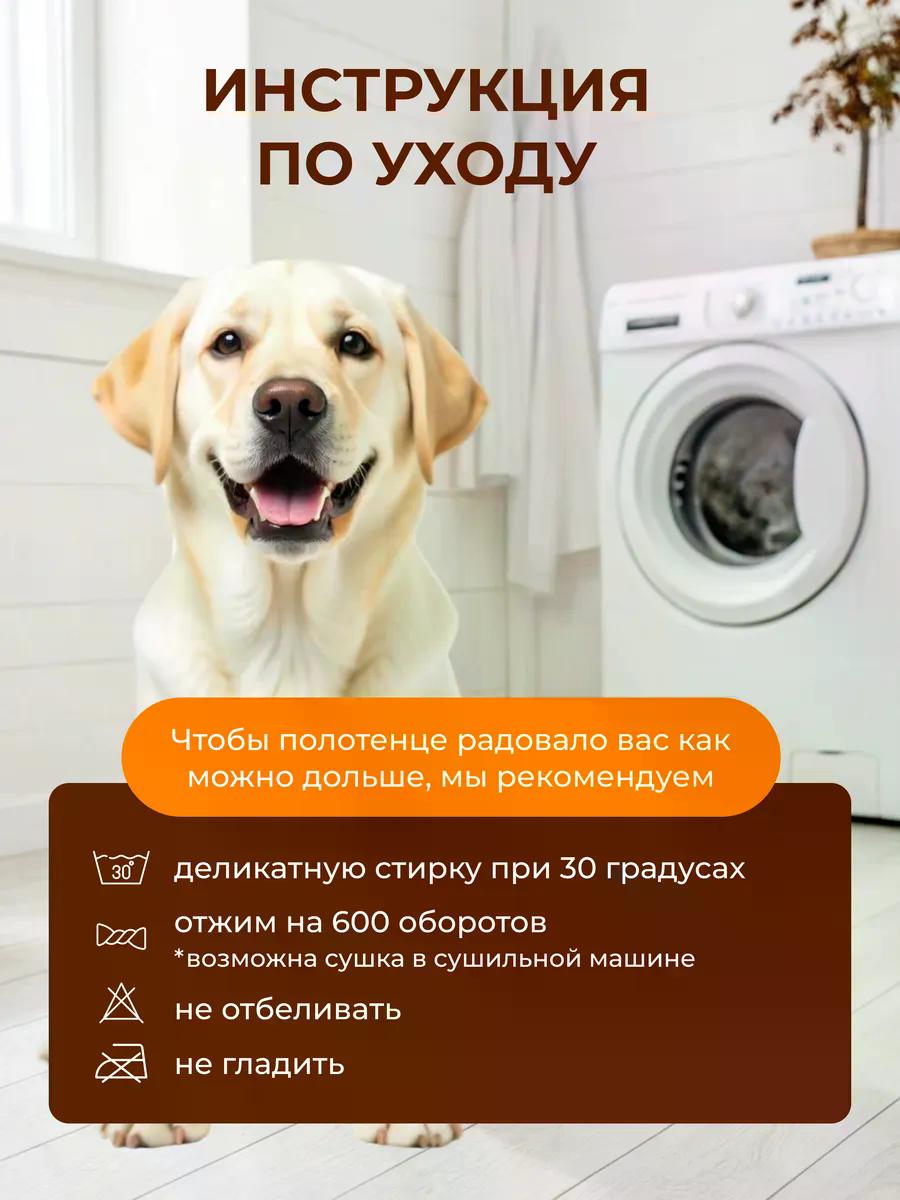 ИНСТРУКЦИЯ
ПО УХОДУ
Чтобы полотенце радовало вас как
можно дольше, мы рекомендуем
30°
деликатную стирку при 30 градусах
отжим на 600 оборотов
*возможна сушка в сушильной машине
не отбеливать
не гладить